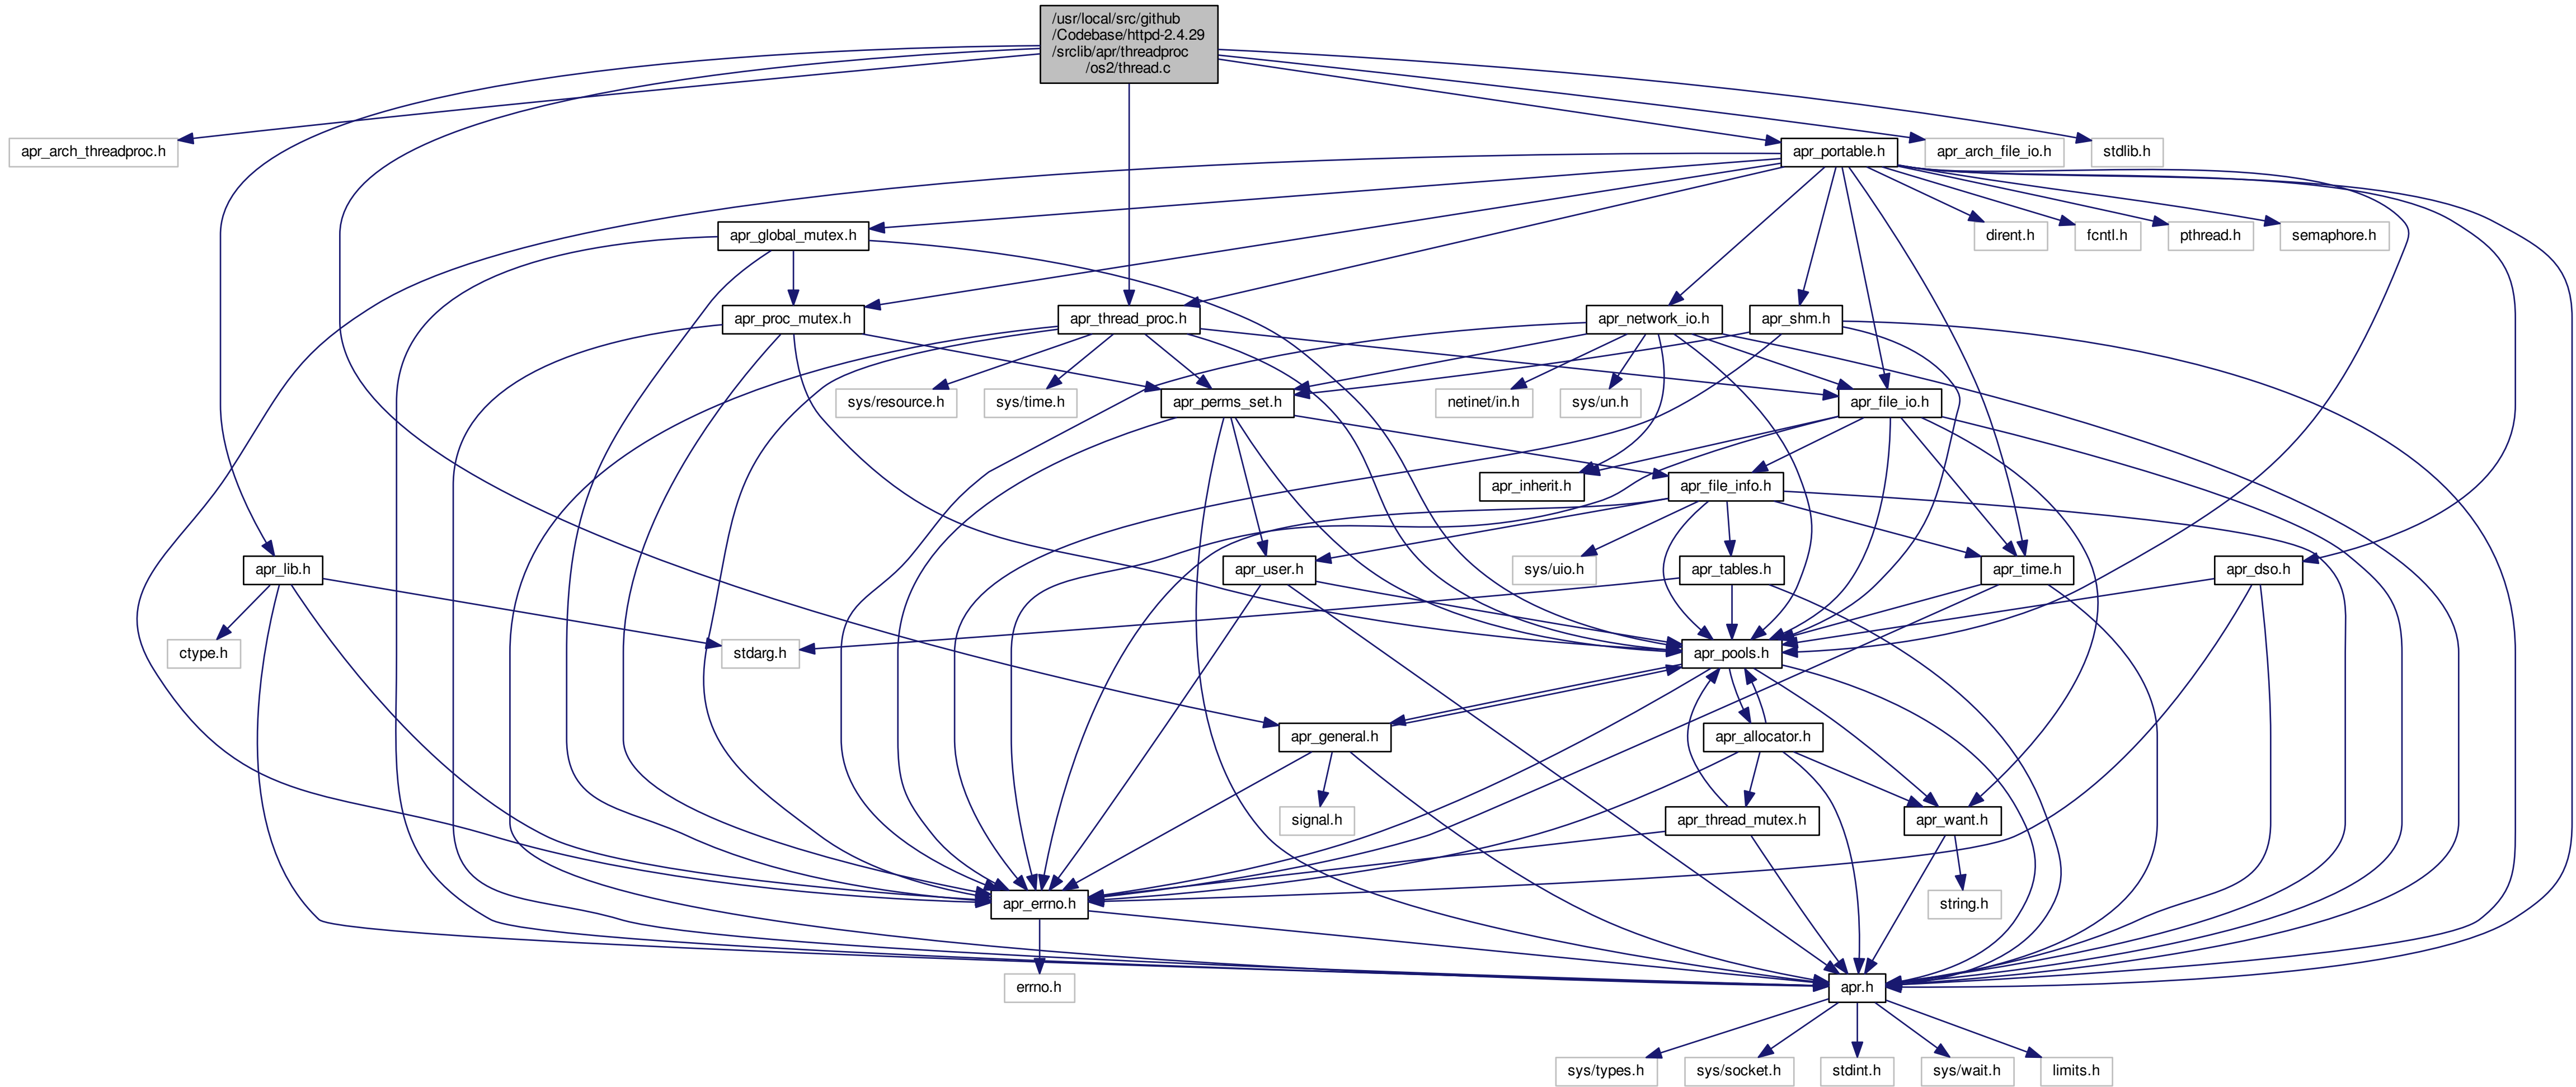 /usr/local/src/github
/Codebase/httpd-2.4.29
/srclib/apr/threadproc
/os2/thread.c
apr_arch_threadproc.h
apr_portable.h
apr_arch_file_io.h
stdlib.h
apr_global_mutex.h
dirent.h
fcntl.h
pthread.h
semaphore.h
apr_proc_mutex.h
apr_thread_proc.h
apr_network_io.h
apr_shm.h
sys/resource.h
sys/time.h
apr_perms_set.h
netinet/in.h
sys/un.h
apr_file_io.h
apr_inherit.h
apr_file_info.h
apr_lib.h
apr_user.h
sys/uio.h
apr_tables.h
apr_time.h
apr_dso.h
ctype.h
stdarg.h
apr_pools.h
apr_general.h
apr_allocator.h
signal.h
apr_thread_mutex.h
apr_want.h
apr_errno.h
string.h
errno.h
apr.h
sys/types.h
sys/socket.h
stdint.h
sys/wait.h
limits.h